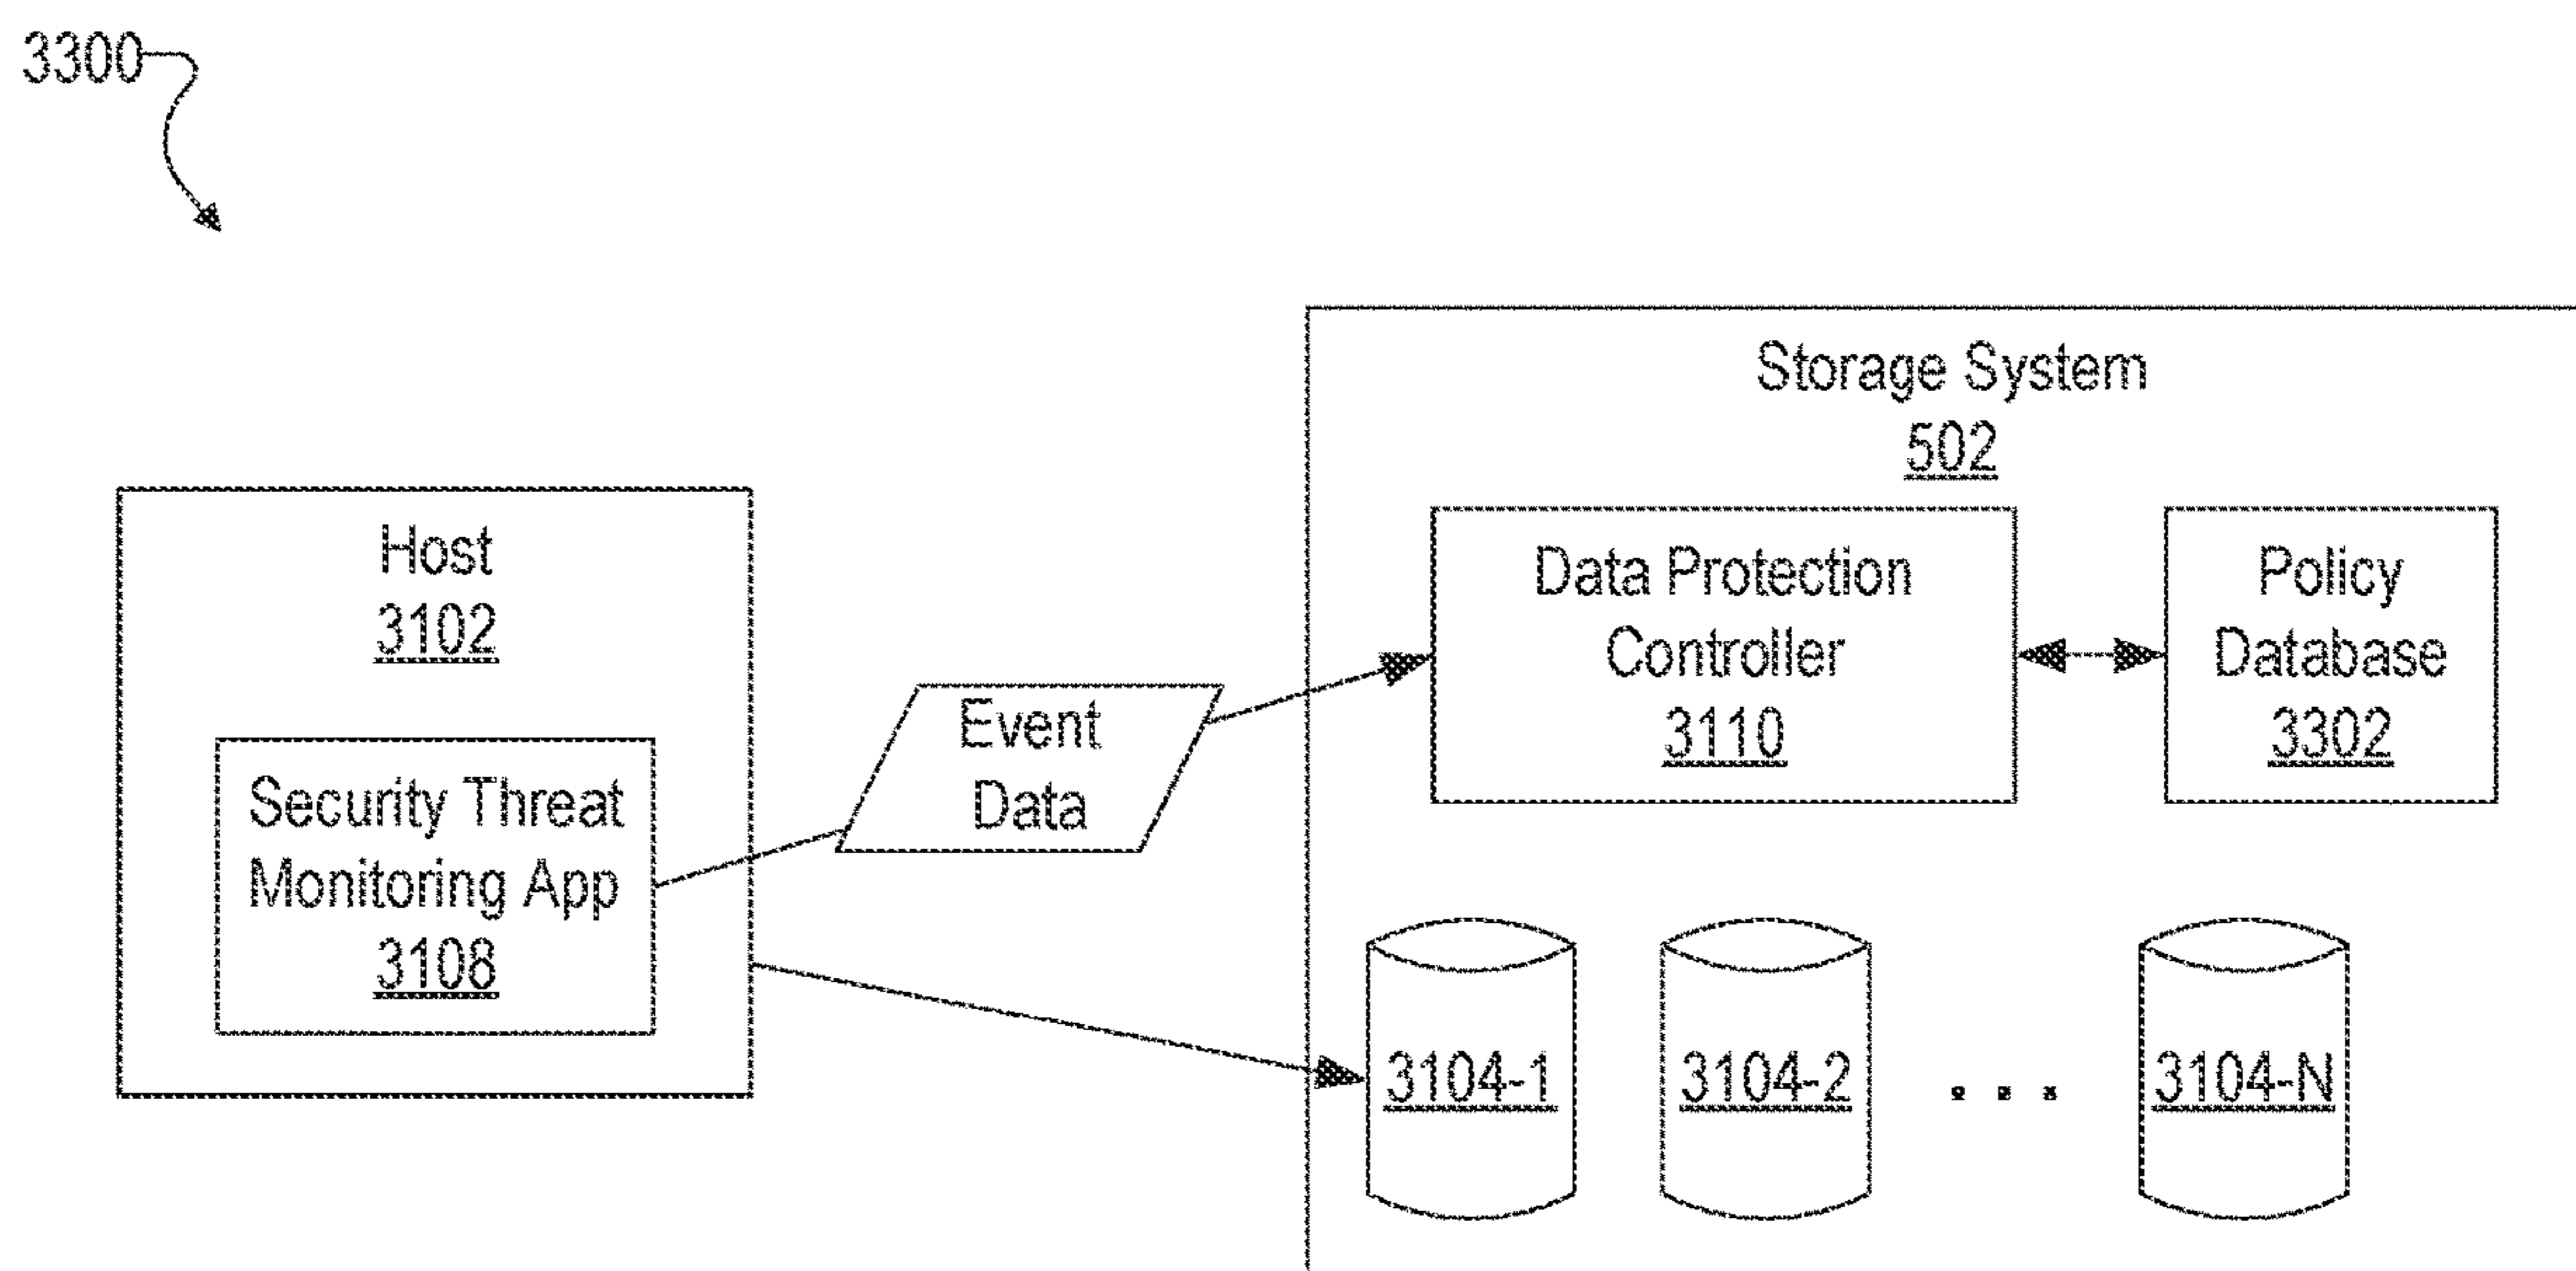 3300
Storage System
502
Host
3102
Security Threat
Monitoring App
3108
Event
Data
Data Protection
Controller
3110
Policy
Database
3302
3104-1
3104-2
. . .
3104-N